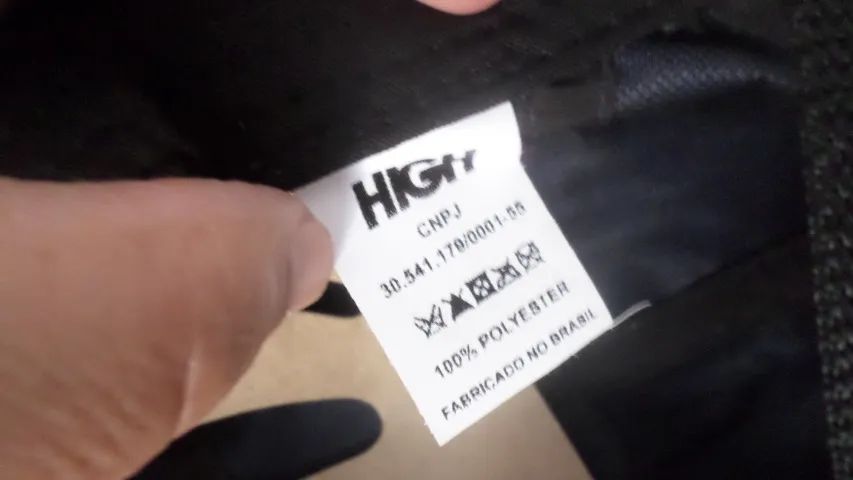 HIGH
CNPJ
30.541.179/0001-55
100% POLYESTER
FABRICADO NO BRASIL